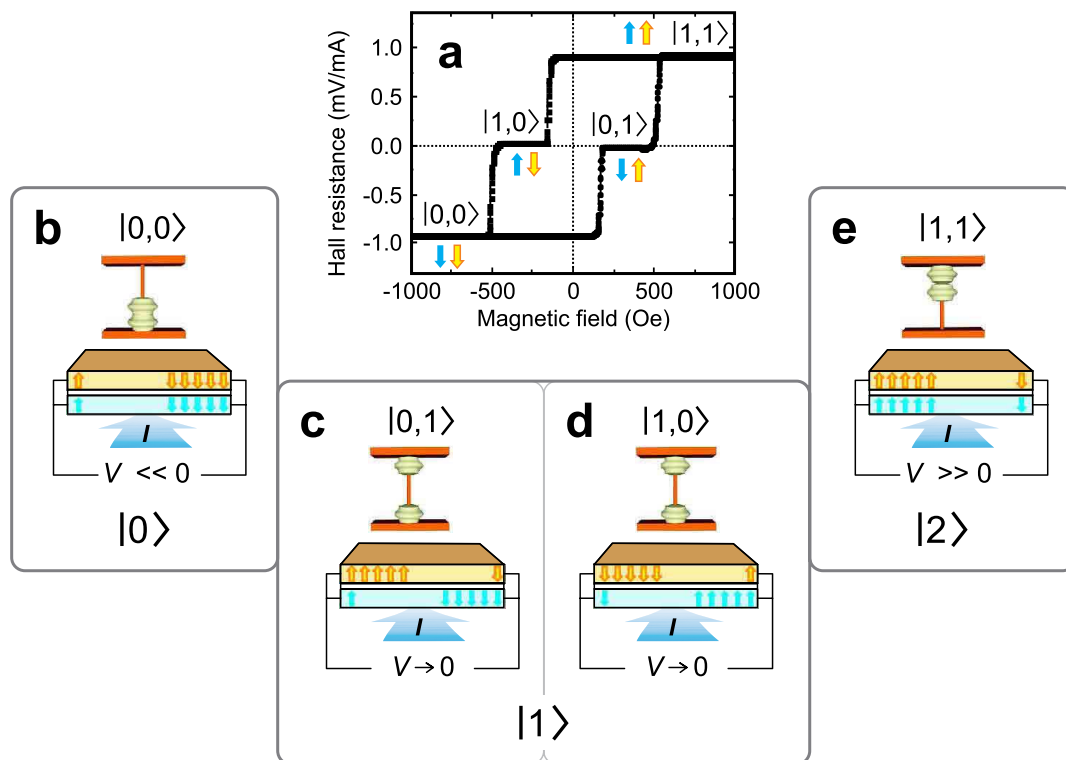 a
Hall resistance (mV/mA)
1.0
0.5
0.0
-0.5
-1.0
|1,1⟩
|1,0⟩
|0,1⟩
|0,0⟩
-1000
-500
0
500
1000
Magnetic field (Oe)
b
|0,0⟩
I
V << 0
|0⟩
c
|0,1⟩
I
V→0
d
|1,0⟩
I
V→0
|1⟩
e
|1,1⟩
I
V >> 0
|2⟩